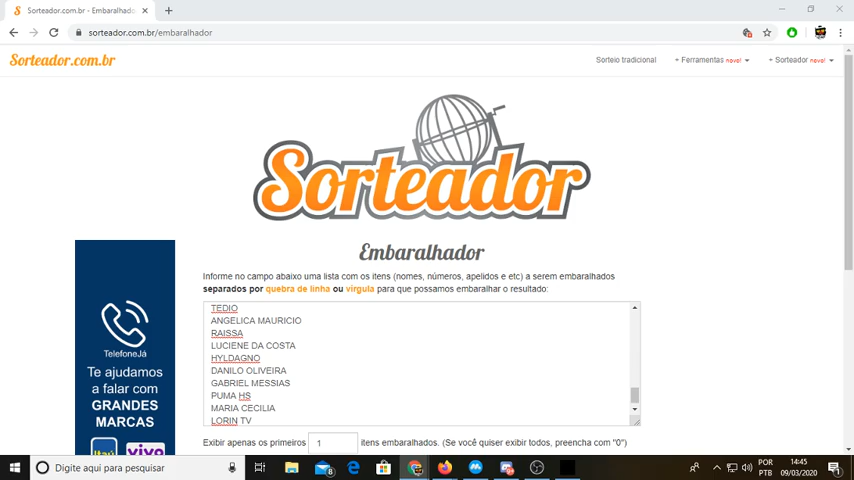 Sorteador.com.br - Embaralhador
sorteador.com.br/embaralhador
Sorteador.com.br
Sorteio tradicional
+ Ferramentas novo!
+ Sorteador novo!
Sorteador
Embaralhador
Informe no campo abaixo uma lista com os itens (nomes, números, apelidos e etc) a serem embaralhados
separados por quebra de linha ou vírgula para que possamos embaralhar o resultado:
TEDIO
ANGELICA MAURICIO
RAISSA
LUCIENE DA COSTA
HYLDAGNO
DANILO OLIVEIRA
GABRIEL MESSIAS
PUMA HS
MARIA CECILIA
LORIN TV
Exibir apenas os primeiros 1 itens embaralhados. (Se você quiser exibir todos, preencha com "0")
TelefoneJá
Te ajudamos
a falar com
GRANDES
MARCAS
Itaú
vivo
Digite aqui para pesquisar
8
POR
PTB
14:45
09/03/2020
1